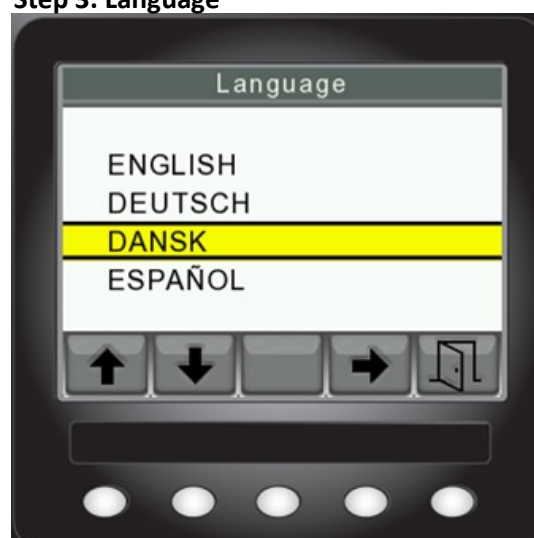 Step 3: Language
Language
ENGLISH
DEUTSCH
DANSK
ESPAÑOL